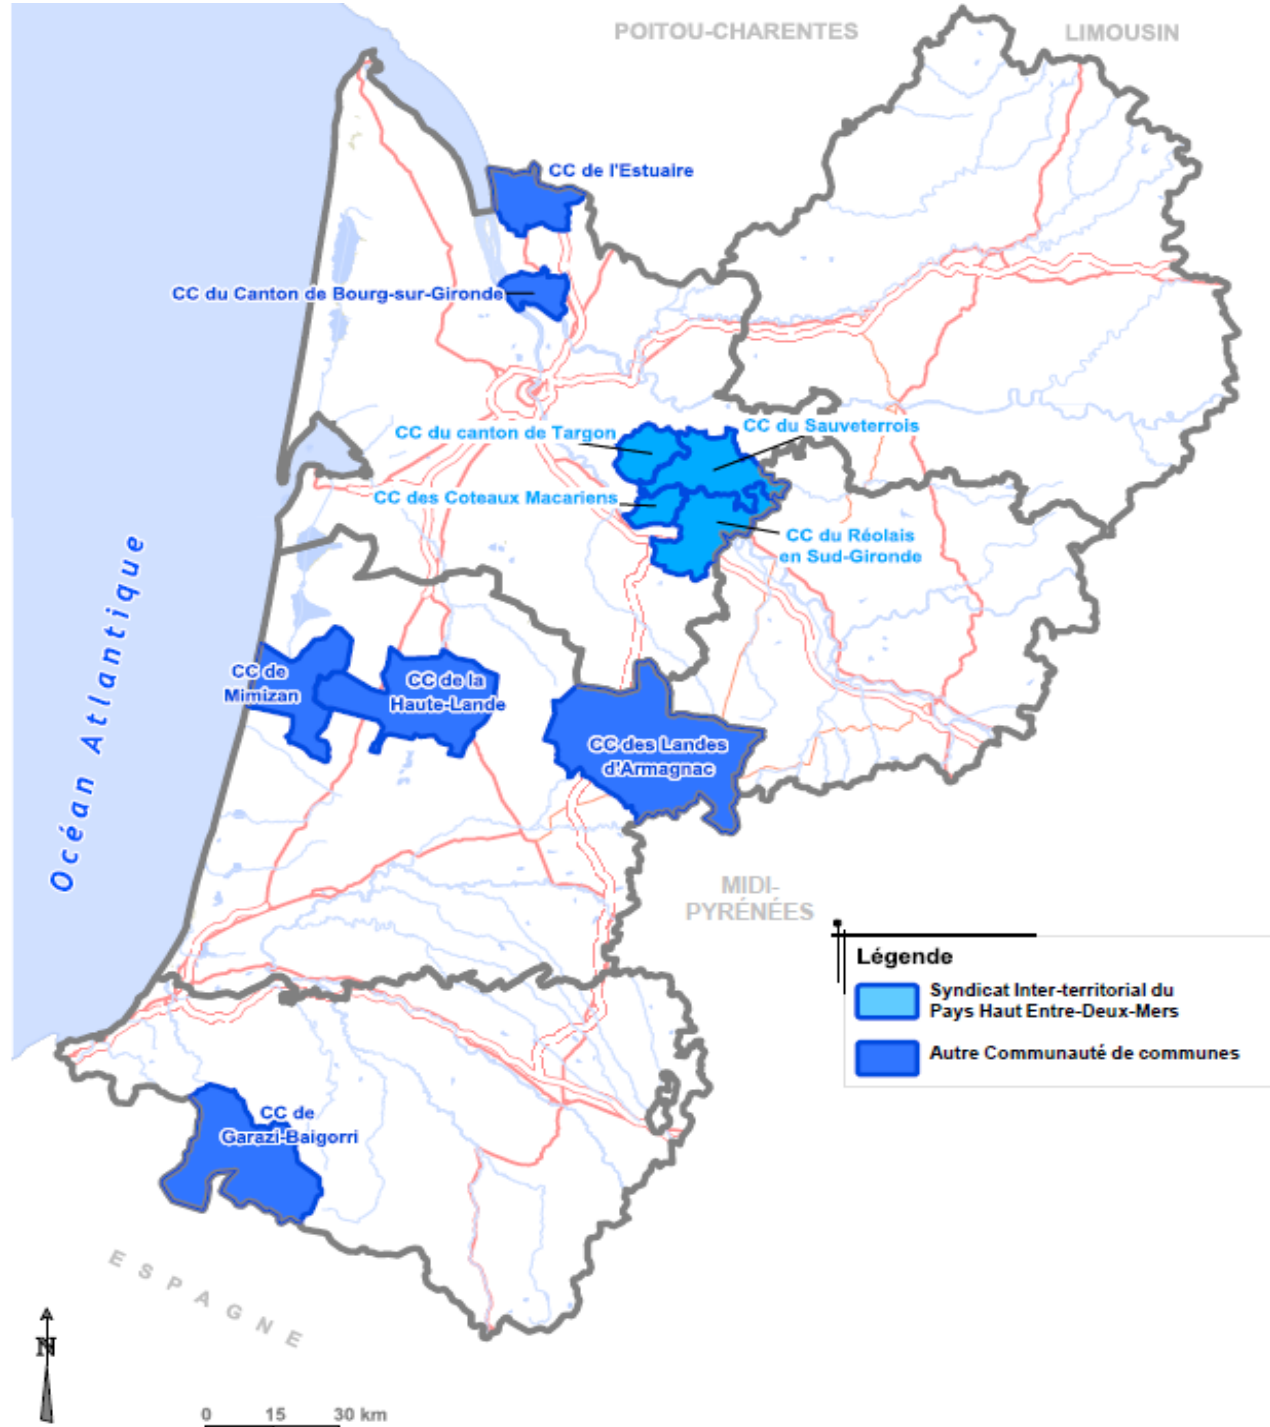 POITOU-CHARENTES
LIMOUSIN
CC de l'Estuaire
CC du Canton de Bourg-sur-Gironde
CC du canton de Targon
CC du Sauveterrois
CC des Coteaux Macariens
CC du Réolais
en Sud-Gironde
Océan Atlantique
CC de
Mimizan
CC de la
Haute-Lande
CC des Landes
d'Armagnac
MIDI-
PYRÉNÉES
Légende
Syndicat Inter-territorial du
Pays Haut Entre-Deux-Mers
Autre Communauté de communes
CC de
Garazi-Baigorri
ESPAGNE
N
0 15 30 km